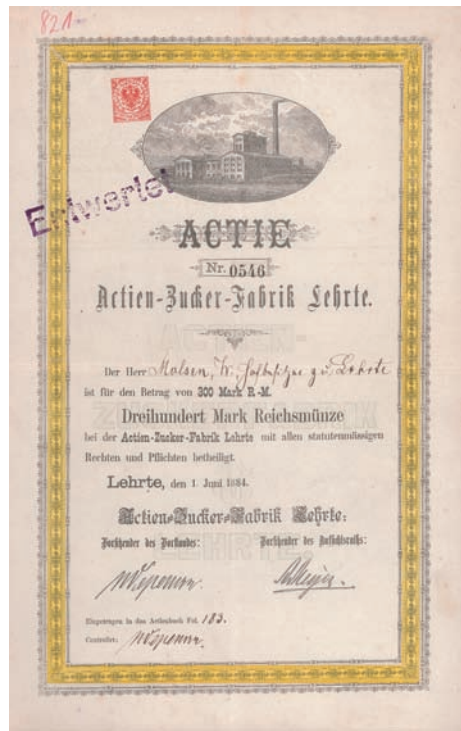 821.
Entwertet
ACTIE
Nr. 0546
Actien-Zucker-Fabrik Lehrte.
Der Herr Molsen, W. Hofbesitzer zu Lehrte
ist für den Betrag von 300 Mark R.-M.
Dreihundert Mark Reichsmünze
bei der Actien-Zucker-Fabrik Lehrte mit allen statutenmässigen
Rechten und Pflichten betheiligt.
Lehrte, den 1. Juni 1884.
Actien-Zucker-Fabrik Lehrte:
Vorsitzender des Vorstandes: Vorsitzender des Aufsichtsraths:
Eingetragen in das Actienbuch Fol. 183.
Controlleur: